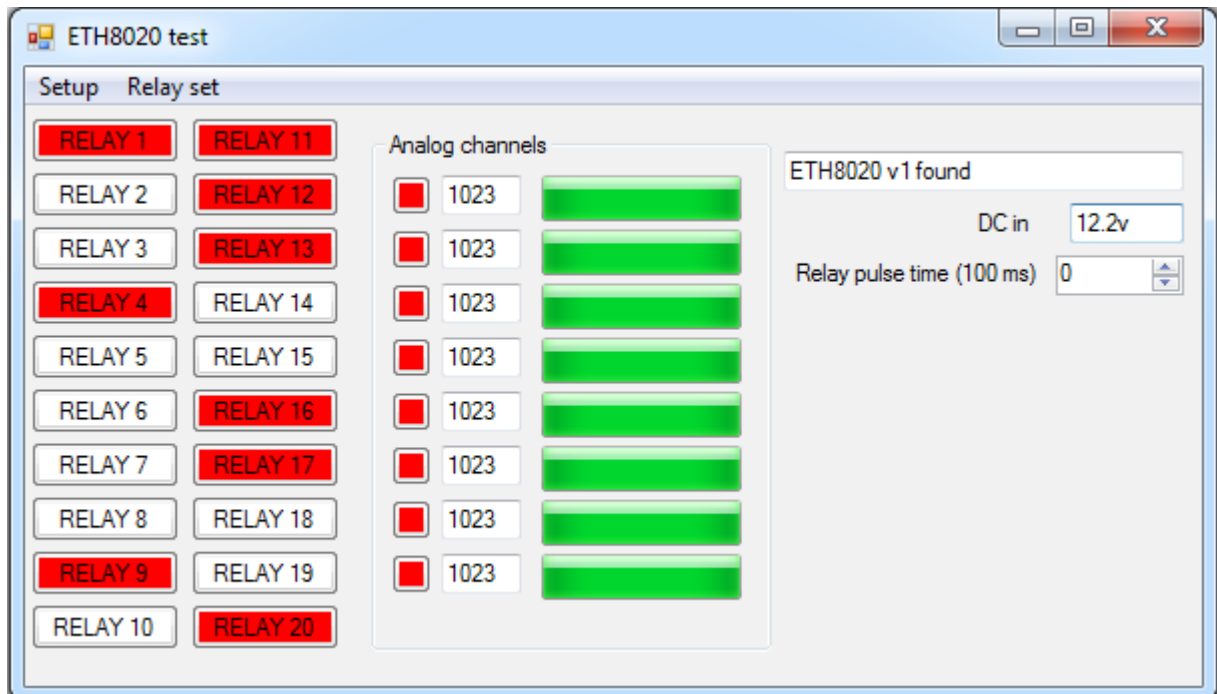 ETH8020 test
Setup Relay set
RELAY 1 RELAY 11
RELAY 2 RELAY 12
RELAY 3 RELAY 13
RELAY 4 RELAY 14
RELAY 5 RELAY 15
RELAY 6 RELAY 16
RELAY 7 RELAY 17
RELAY 8 RELAY 18
RELAY 9 RELAY 19
RELAY 10 RELAY 20
Analog channels
1023
1023
1023
1023
1023
1023
1023
1023
ETH8020 v1 found
DC in 12.2v
Relay pulse time (100 ms) 0